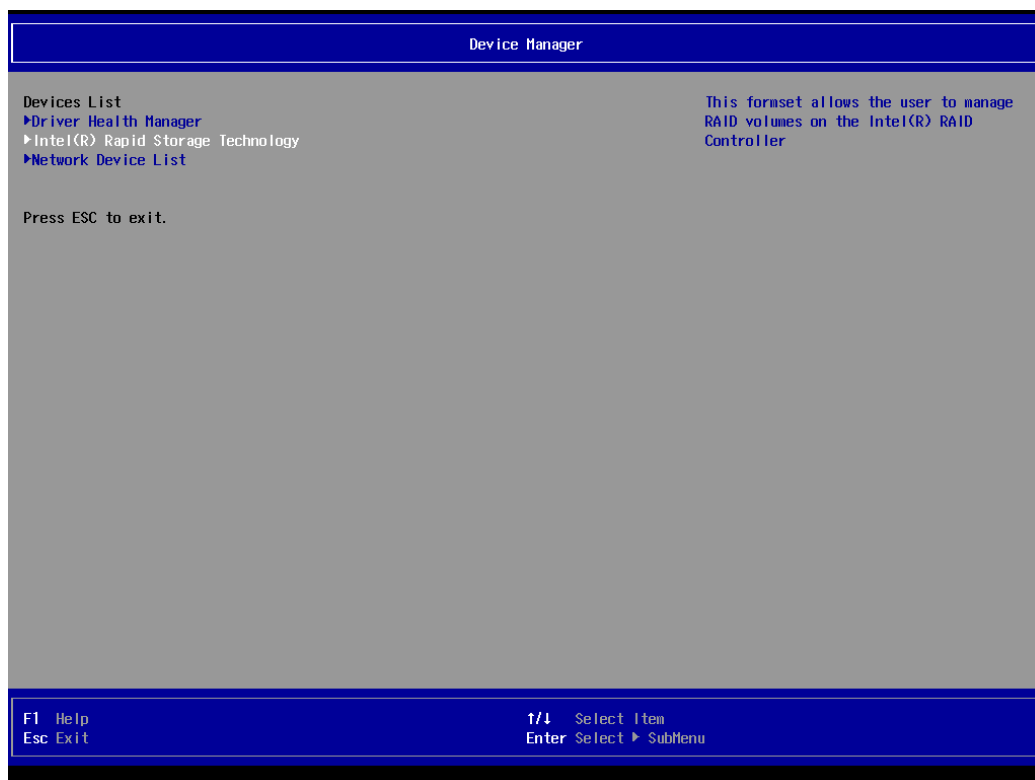 Device Manager
Devices List
▶Driver Health Manager
▶Intel(R) Rapid Storage Technology
▶Network Device List
Press ESC to exit.
This formset allows the user to manage
RAID volumes on the Intel(R) RAID
Controller
F1 Help
Esc Exit
↑/↓ Select Item
Enter Select ▶ SubMenu